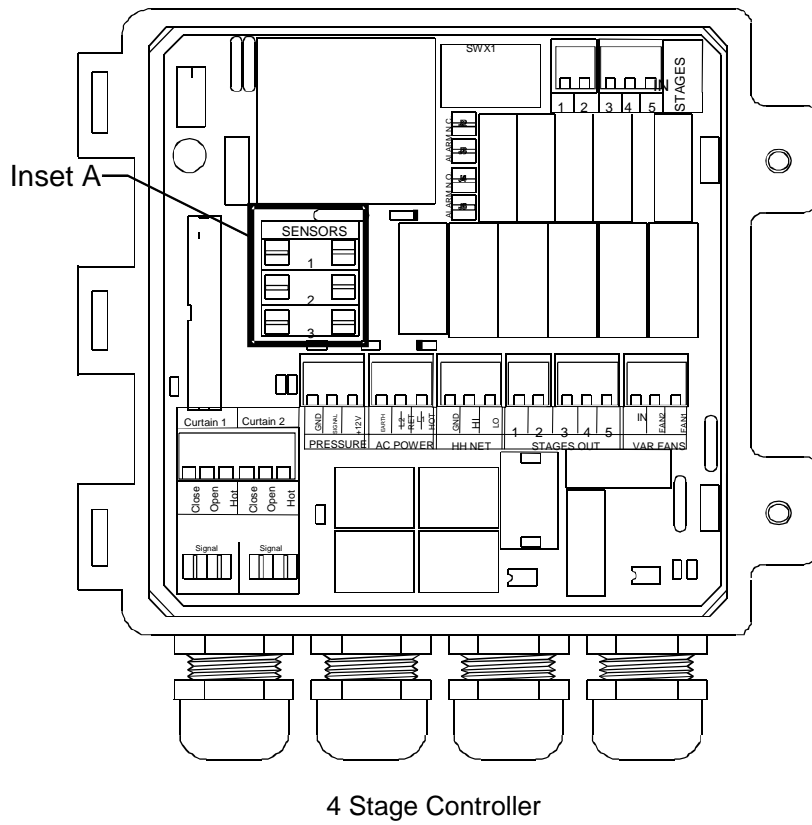 SWX1
IN
STAGES
1 2 3 4 5
ALARM N.C
ALARM N.O
Inset A
SENSORS
1
2
3
Curtain 1 Curtain 2
GND SIGNAL +12V EARTH L2 RET L1 HOT GND HI LO 1 2 3 4 5 IN FAN2 FAN1
PRESSURE AC POWER HH NET STAGES OUT VAR FANS
Close Open Hot Close Open Hot
Signal Signal
4 Stage Controller